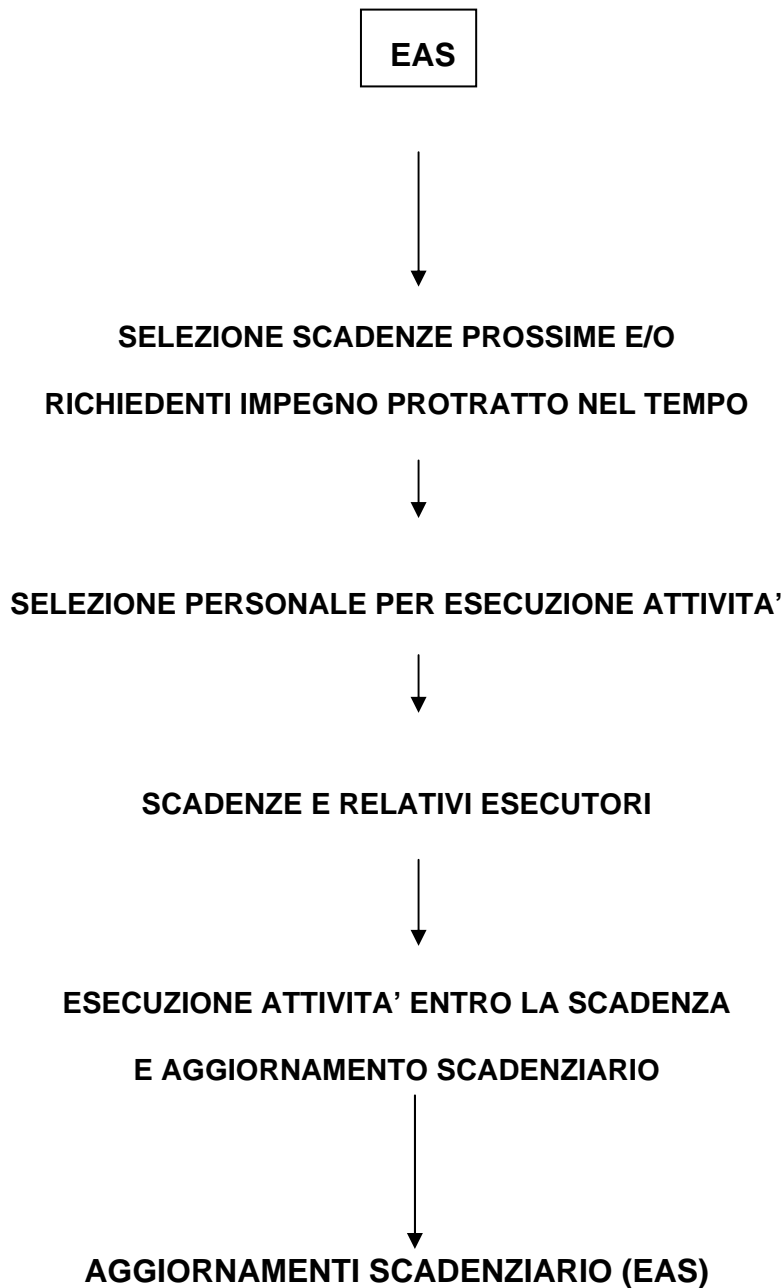 EAS
SELEZIONE SCADENZE PROSSIME E/O
RICHIEDENTI IMPEGNO PROTRATTO NEL TEMPO
SELEZIONE PERSONALE PER ESECUZIONE ATTIVITA’
SCADENZE E RELATIVI ESECUTORI
ESECUZIONE ATTIVITA’ ENTRO LA SCADENZA
E AGGIORNAMENTO SCADENZIARIO
AGGIORNAMENTI SCADENZIARIO (EAS)